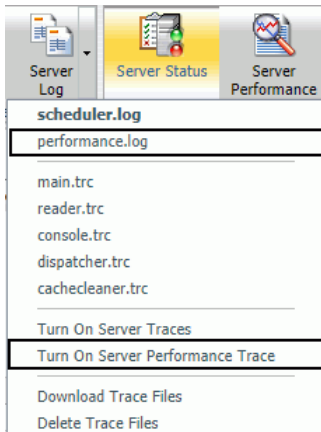 Server
Log
Server Status
Server
Performance
scheduler.log
performance.log
main.trc
reader.trc
console.trc
dispatcher.trc
cachecleaner.trc
Turn On Server Traces
Turn On Server Performance Trace
Download Trace Files
Delete Trace Files